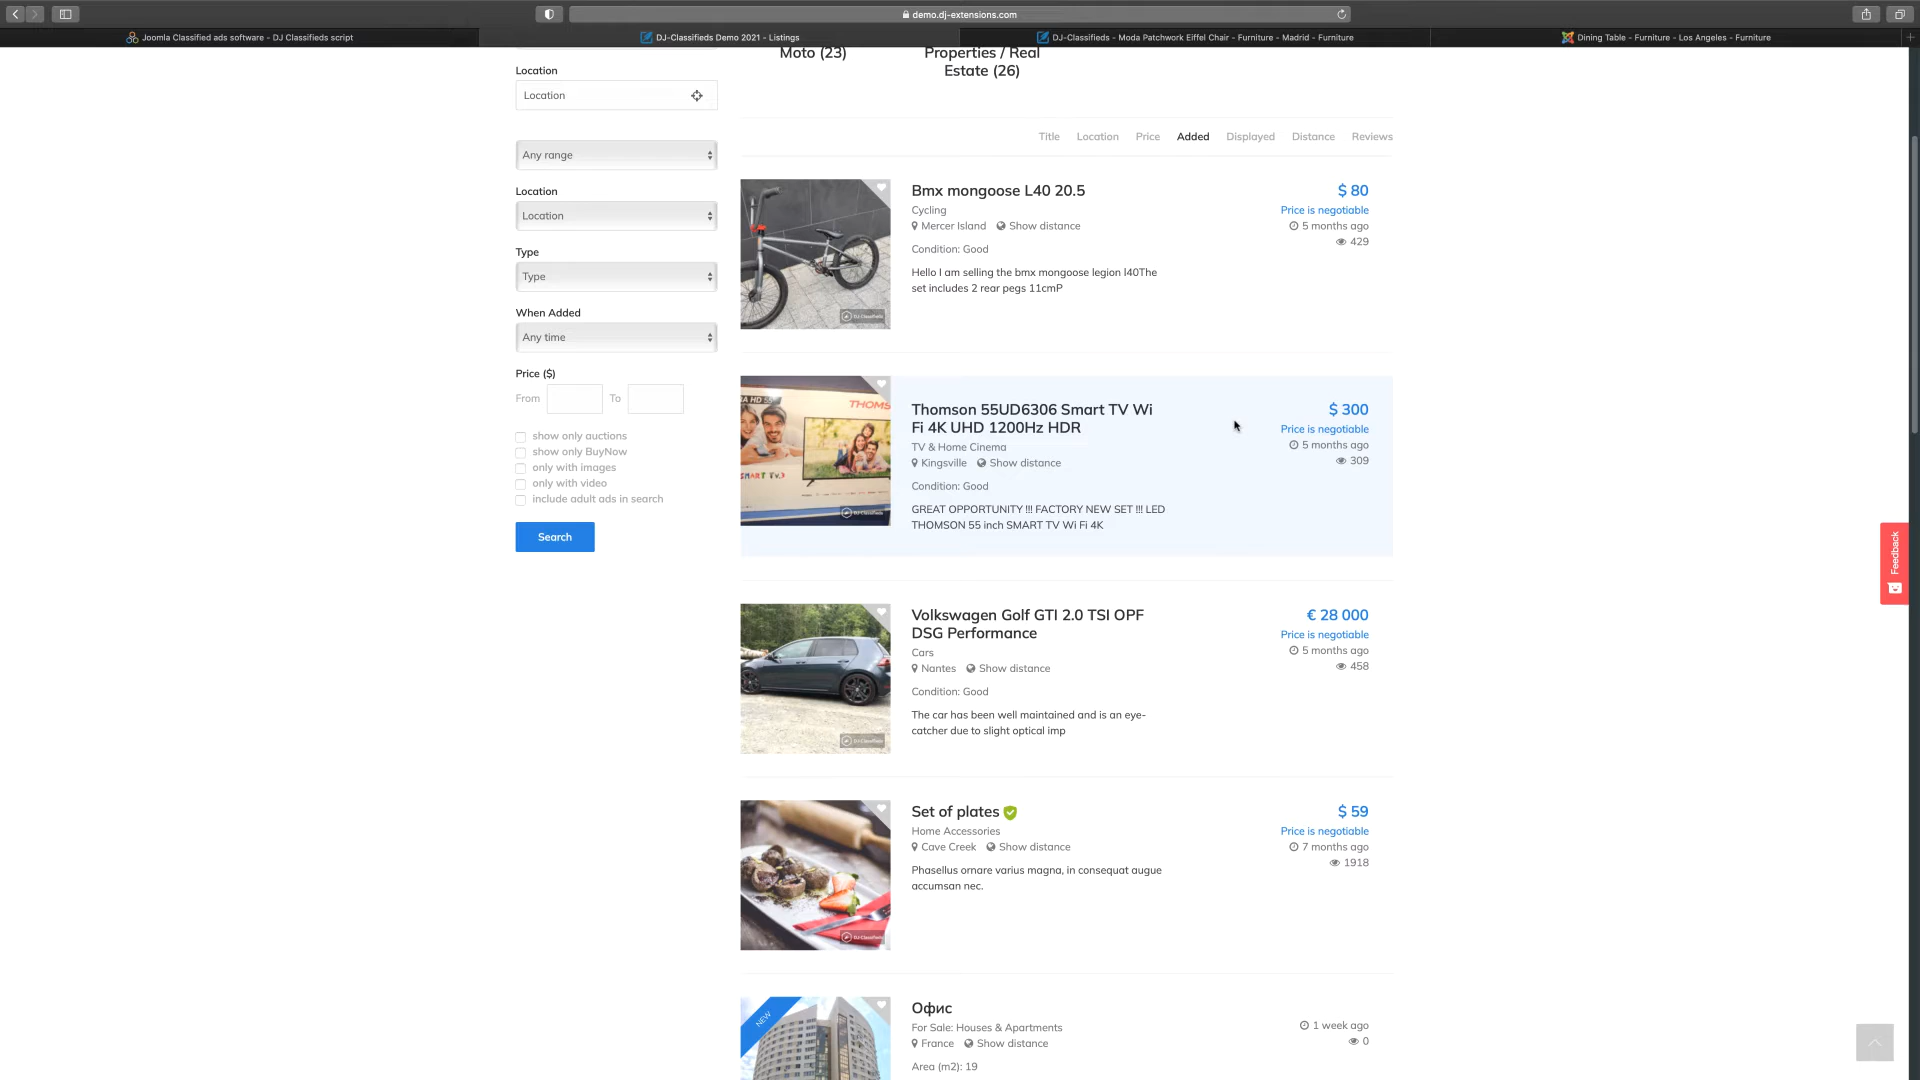 demo.dj-extensions.com
Joomla Classified ads software - DJ Classifieds script
DJ-Classifieds Demo 2021 - Listings
DJ-Classifieds - Moda Patchwork Eiffel Chair - Furniture - Madrid - Furniture
Dining Table - Furniture - Los Angeles - Furniture
Moto (23)
Properties / Real
Estate (26)
Location
Location
Any range
Location
Location
Type
Type
When Added
Any time
Price ($)
From
To
show only auctions
show only BuyNow
only with images
only with video
include adult ads in search
Search
Title Location Price Added Displayed Distance Reviews
Bmx mongoose L40 20.5
Cycling
Mercer Island Show distance
Condition: Good
Hello I am selling the bmx mongoose legion l40The
set includes 2 rear pegs 11cmP
$ 80
Price is negotiable
5 months ago
429
DJ-Classifieds
THOMS
SMART TV
DJ-Classifieds
Thomson 55UD6306 Smart TV Wi
Fi 4K UHD 1200Hz HDR
TV & Home Cinema
Kingsville Show distance
Condition: Good
GREAT OPPORTUNITY !!! FACTORY NEW SET !!! LED
THOMSON 55 inch SMART TV Wi Fi 4K
$ 300
Price is negotiable
5 months ago
309
Volkswagen Golf GTI 2.0 TSI OPF
DSG Performance
Cars
Nantes Show distance
Condition: Good
The car has been well maintained and is an eye-
catcher due to slight optical imp
€ 28 000
Price is negotiable
5 months ago
458
DJ-Classifieds
Set of plates
Home Accessories
Cave Creek Show distance
Phasellus ornare varius magna, in consequat augue
accumsan nec.
$ 59
Price is negotiable
7 months ago
1918
DJ-Classifieds
NEW
Офис
For Sale: Houses & Apartments
France Show distance
Area (m2): 19
1 week ago
0
Feedback